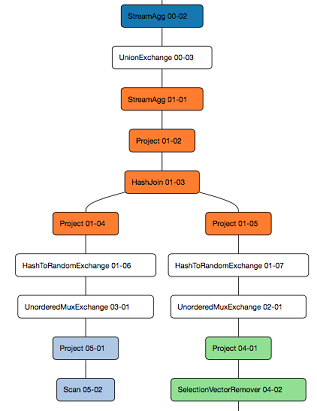 StreamAgg 00-02
UnionExchange 00-03
StreamAgg 01-01
Project 01-02
HashJoin 01-03
Project 01-04
Project 01-05
HashToRandomExchange 01-06
HashToRandomExchange 01-07
UnorderedMuxExchange 03-01
UnorderedMuxExchange 02-01
Project 05-01
Project 04-01
Scan 05-02
SelectionVectorRemover 04-02